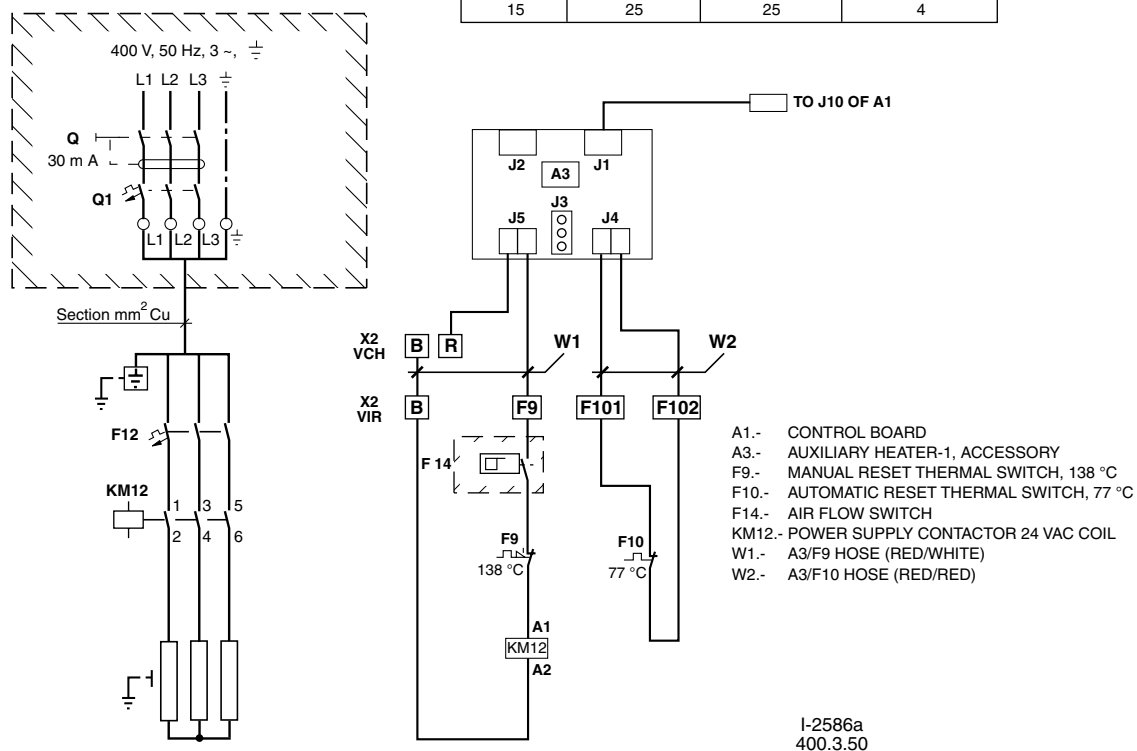 15 25 25 4
400 V, 50 Hz, 3 ~,
L1 L2 L3
Q
30 m A
Q1
L1 L2 L3
Section mm² Cu
F12
KM12
1 3 5
2 4 6
TO J10 OF A1
J2 J1
A3
J3
J5 J4
X2
VCH
B R
W1
W2
X2
VIR
B F9 F101 F102
F 14
F9
138 °C
F10
77 °C
A1
KM12
A2
A1.- CONTROL BOARD
A3.- AUXILIARY HEATER-1, ACCESSORY
F9.- MANUAL RESET THERMAL SWITCH, 138 °C
F10.- AUTOMATIC RESET THERMAL SWITCH, 77 °C
F14.- AIR FLOW SWITCH
KM12.- POWER SUPPLY CONTACTOR 24 VAC COIL
W1.- A3/F9 HOSE (RED/WHITE)
W2.- A3/F10 HOSE (RED/RED)
I-2586a
400.3.50